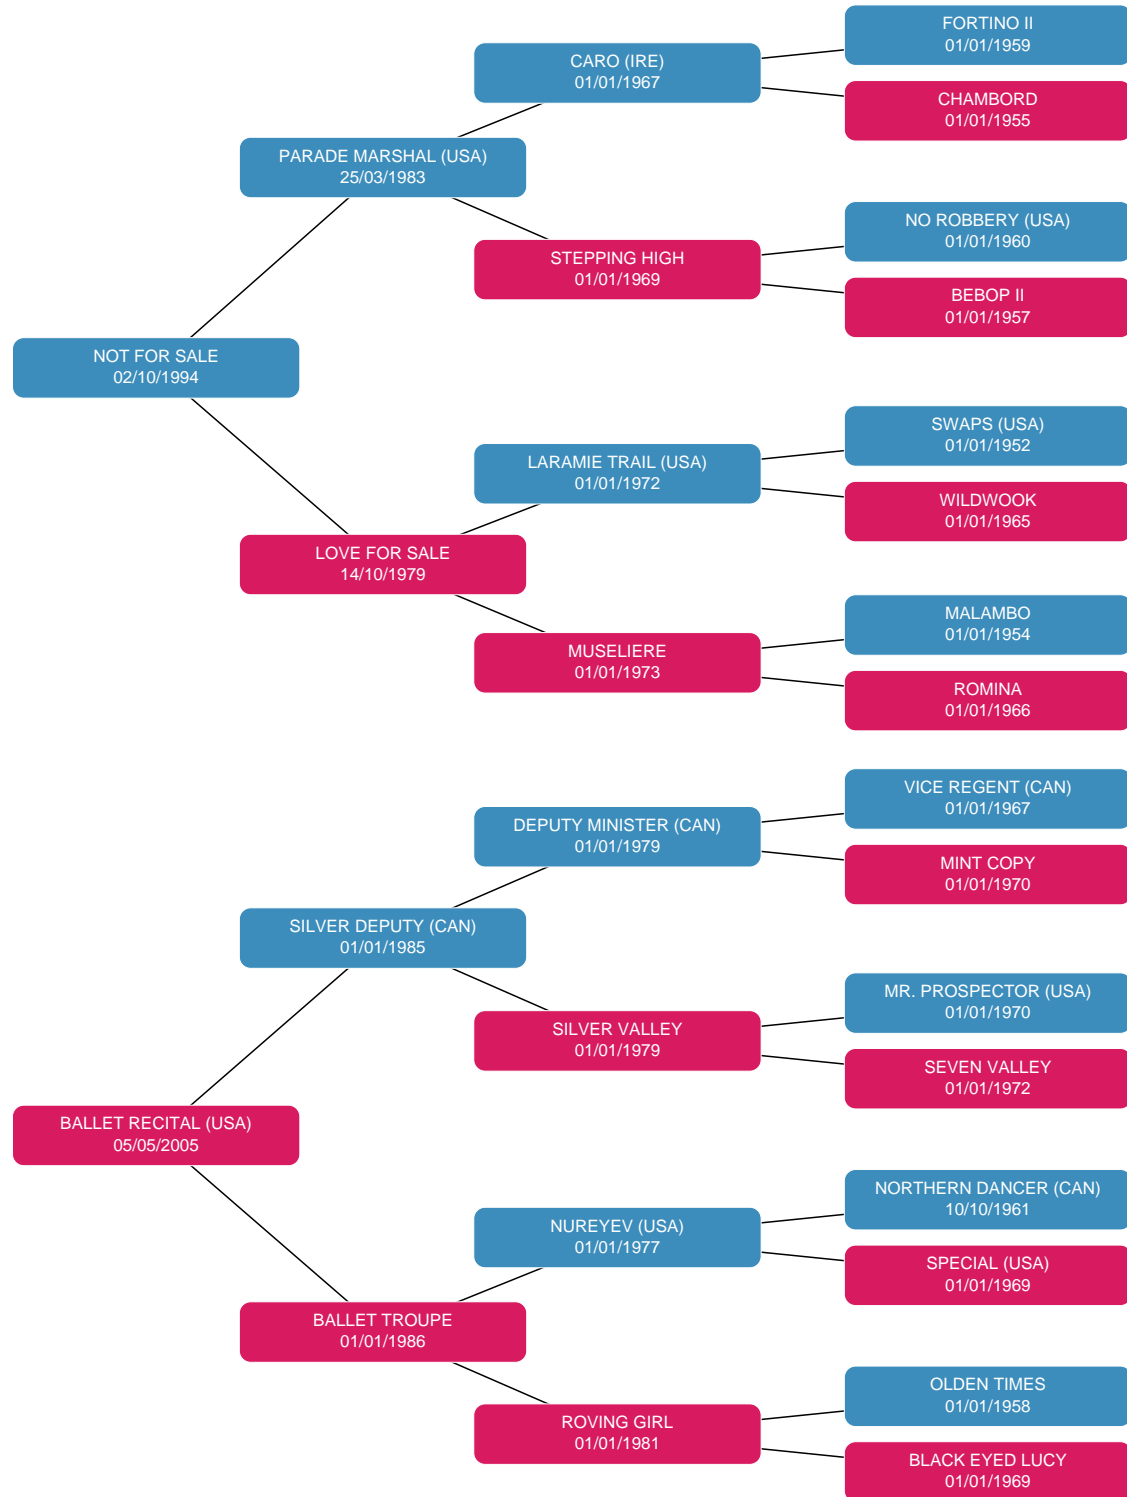 FORTINO II
01/01/1959
CARO (IRE)
01/01/1967
CHAMBORD
01/01/1955
PARADE MARSHAL (USA)
25/03/1983
NO ROBBERY (USA)
01/01/1960
STEPPING HIGH
01/01/1969
BEBOP II
01/01/1957
NOT FOR SALE
02/10/1994
SWAPS (USA)
01/01/1952
LARAMIE TRAIL (USA)
01/01/1972
WILDWOOK
01/01/1965
LOVE FOR SALE
14/10/1979
MALAMBO
01/01/1954
MUSELIERE
01/01/1973
ROMINA
01/01/1966
VICE REGENT (CAN)
01/01/1967
DEPUTY MINISTER (CAN)
01/01/1979
MINT COPY
01/01/1970
SILVER DEPUTY (CAN)
01/01/1985
MR. PROSPECTOR (USA)
01/01/1970
SILVER VALLEY
01/01/1979
SEVEN VALLEY
01/01/1972
BALLET RECITAL (USA)
05/05/2005
NORTHERN DANCER (CAN)
10/10/1961
NUREYEV (USA)
01/01/1977
SPECIAL (USA)
01/01/1969
BALLET TROUPE
01/01/1986
OLDEN TIMES
01/01/1958
ROVING GIRL
01/01/1981
BLACK EYED LUCY
01/01/1969